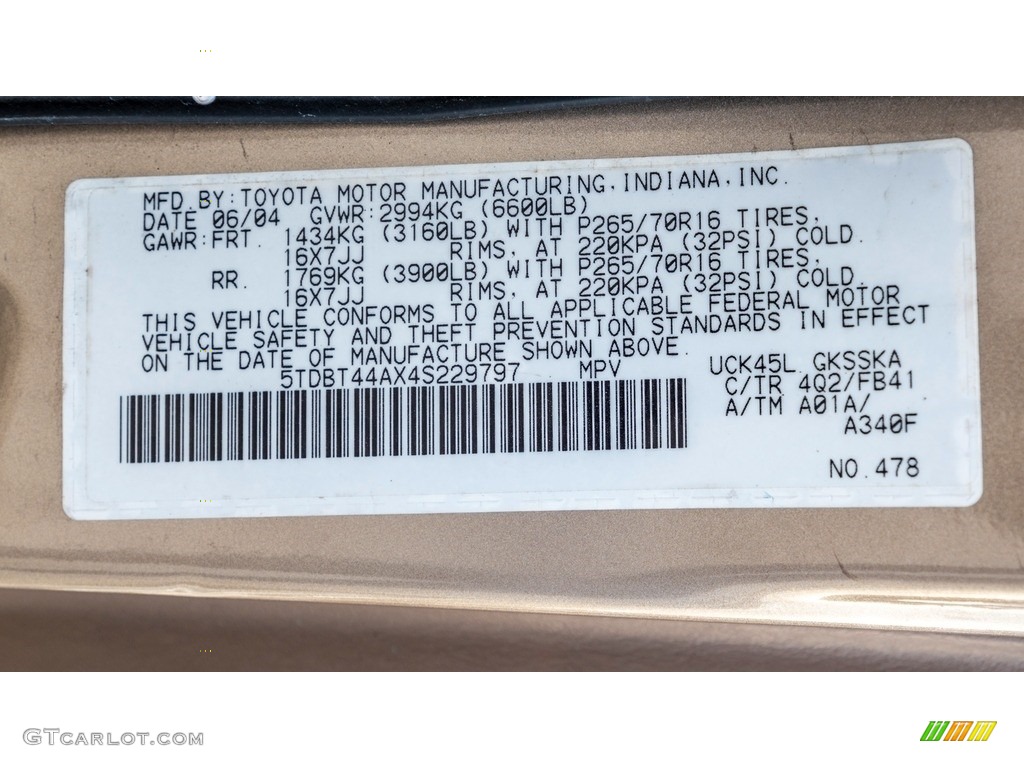 MFD.BY:TOYOTA MOTOR MANUFACTURING,INDIANA,INC.
DATE 06/04 GVWR:2994KG (6600LB)
GAWR:FRT. 1434KG (3160LB) WITH P265/70R16 TIRES,
16X7JJ RIMS, AT 220KPA (32PSI) COLD.
RR. 1769KG (3900LB) WITH P265/70R16 TIRES,
16X7JJ RIMS, AT 220KPA (32PSI) COLD.
THIS VEHICLE CONFORMS TO ALL APPLICABLE FEDERAL MOTOR
VEHICLE SAFETY AND THEFT PREVENTION STANDARDS IN EFFECT
ON THE DATE OF MANUFACTURE SHOWN ABOVE.
5TDBT44AX4S229797 MPV
UCK45L GKSSKA
C/TR 4Q2/FB41
A/TM A01A/
A340F
NO.478
GTCARLOT.COM